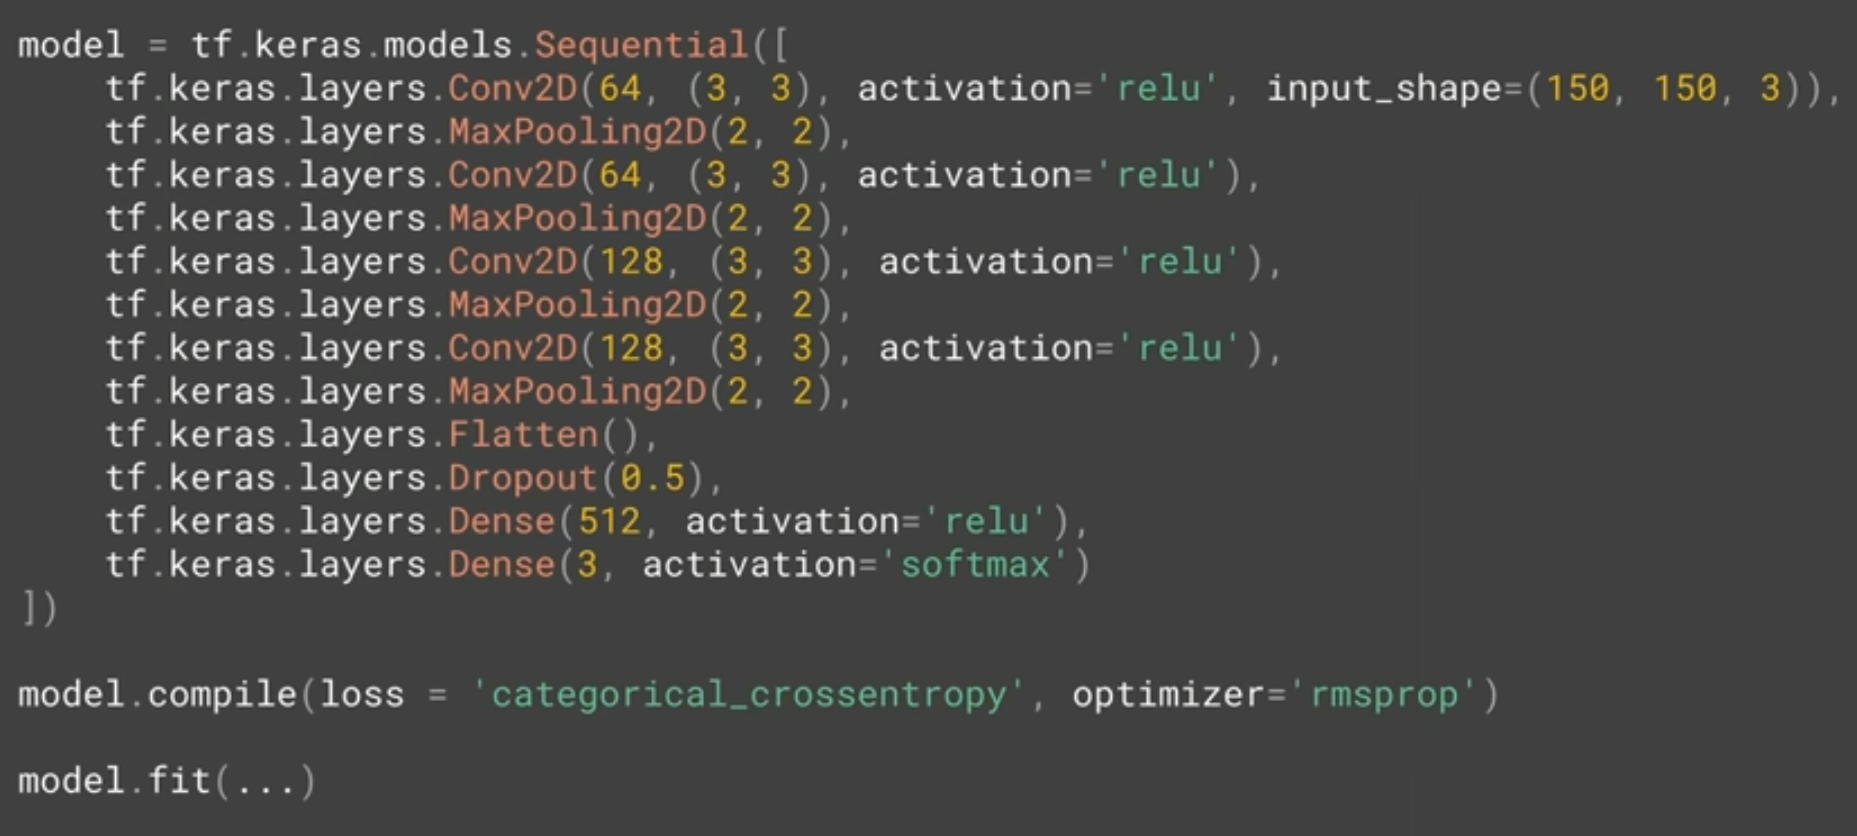 model = tf.keras.models.Sequential([
    tf.keras.layers.Conv2D(64, (3, 3), activation='relu', input_shape=(150, 150, 3)),
    tf.keras.layers.MaxPooling2D(2, 2),
    tf.keras.layers.Conv2D(64, (3, 3), activation='relu'),
    tf.keras.layers.MaxPooling2D(2, 2),
    tf.keras.layers.Conv2D(128, (3, 3), activation='relu'),
    tf.keras.layers.MaxPooling2D(2, 2),
    tf.keras.layers.Conv2D(128, (3, 3), activation='relu'),
    tf.keras.layers.MaxPooling2D(2, 2),
    tf.keras.layers.Flatten(),
    tf.keras.layers.Dropout(0.5),
    tf.keras.layers.Dense(512, activation='relu'),
    tf.keras.layers.Dense(3, activation='softmax')
])
model.compile(loss = 'categorical_crossentropy', optimizer='rmsprop')
model.fit(...)